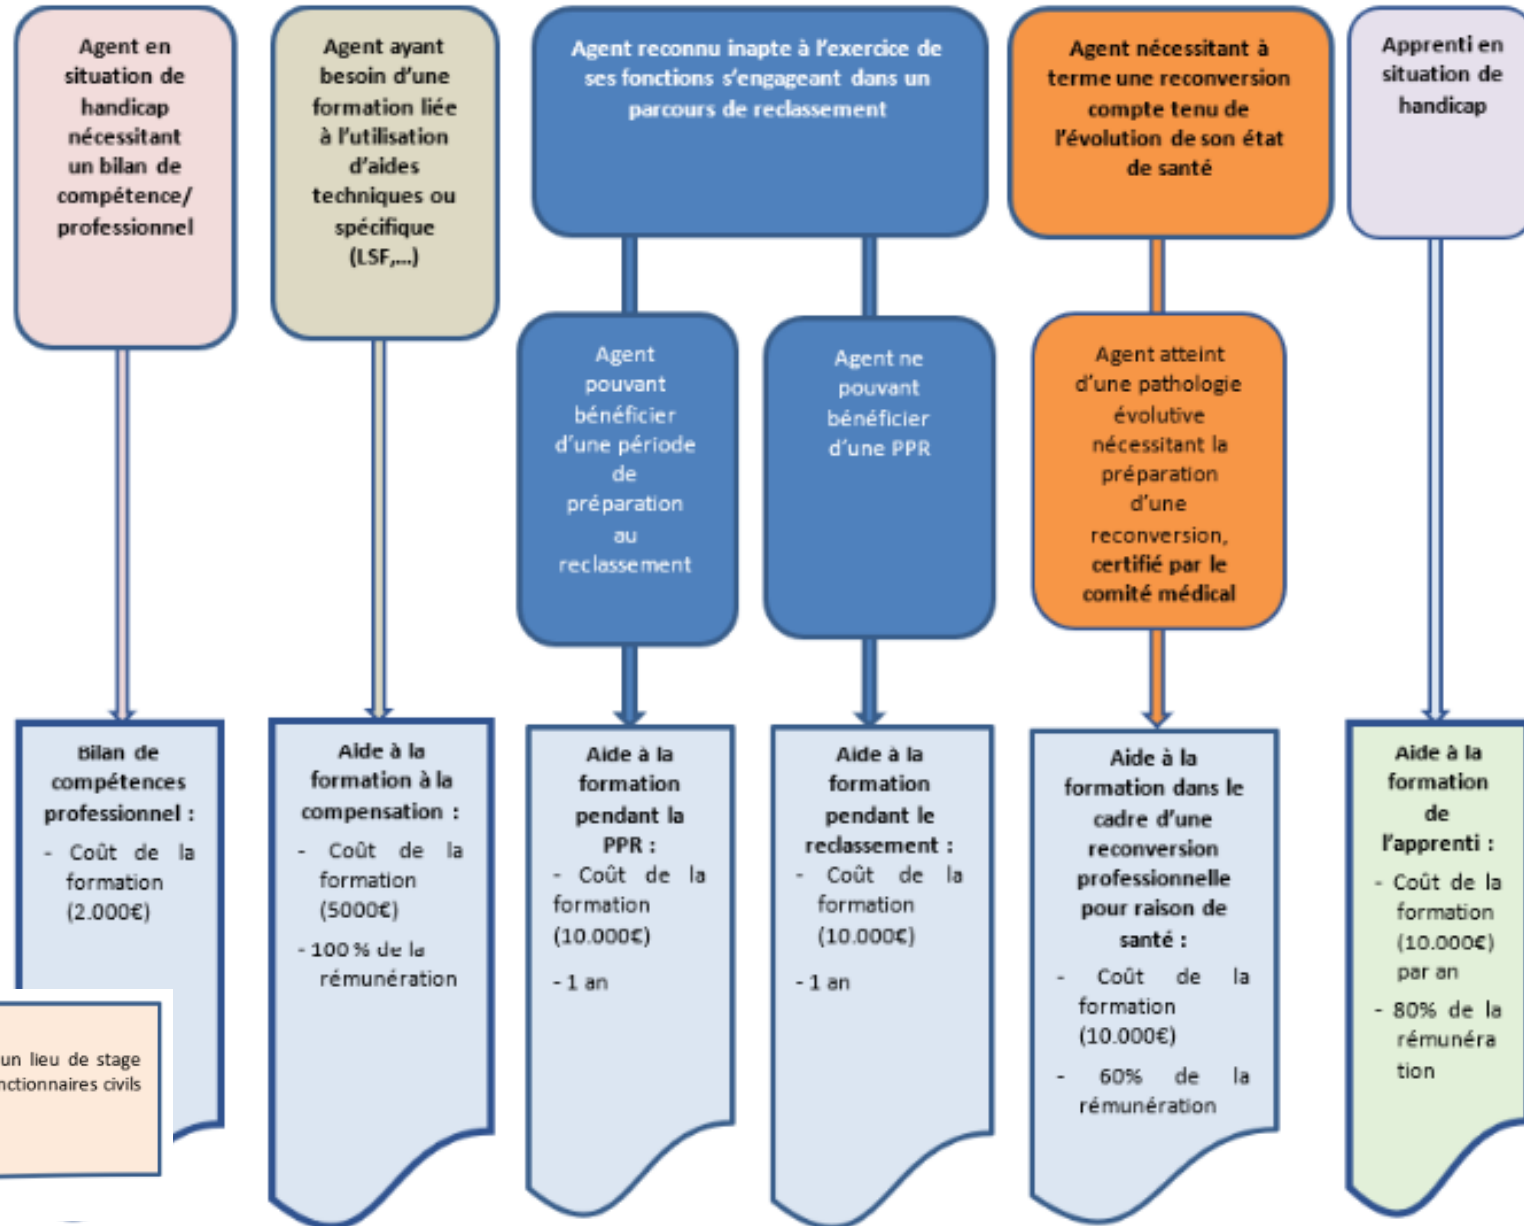 Agent en
situation de
handicap
nécessitant
un bilan de
compétence/
professionnel
Agent ayant
besoin d'une
formation liée
à l'utilisation
d'aides
techniques ou
spécifique
(LSF,...)
Agent reconnu inapte à l'exercice de
ses fonctions s'engageant dans un
parcours de reclassement
Agent nécessitant à
terme une reconversion
compte tenu de
l'évolution de son état
de santé
Apprenti en
situation de
handicap
Agent
pouvant
bénéficier
d'une période
de
préparation
au
reclassement
Agent ne
pouvant
bénéficier
d'une PPR
Agent atteint
d'une pathologie
évolutive
nécessitant la
préparation
d'une
reconversion,
certifié par le
comité médical
Bilan de
compétences
professionnel :
- Coût de la
formation
(2.000€)
Aide à la
formation à la
compensation :
- Coût de la
formation
(5000€)
- 100 % de la
rémunération
Aide à la
formation
pendant la
PPR :
- Coût de la
formation
(10.000€)
- 1 an
Aide à la
formation
pendant le
reclassement :
- Coût de la
formation
(10.000€)
- 1 an
Aide à la
formation dans le
cadre d'une
reconversion
professionnelle
pour raison de
santé :
- Coût de la
formation
(10.000€)
- 60% de la
rémunération
Aide à la
formation
de
l'apprenti :
- Coût de la
formation
(10.000€)
par an
- 80% de la
rémunéra
tion
un lieu de stage
nctionnaires civils